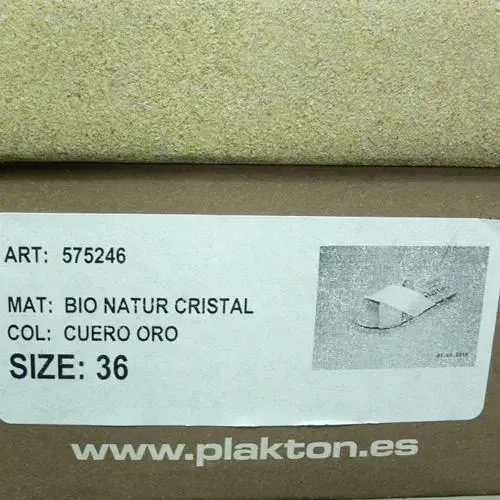 ART: 575246
MAT: BIO NATUR CRISTAL
COL: CUERO ORO
SIZE: 36
www.plakton.es